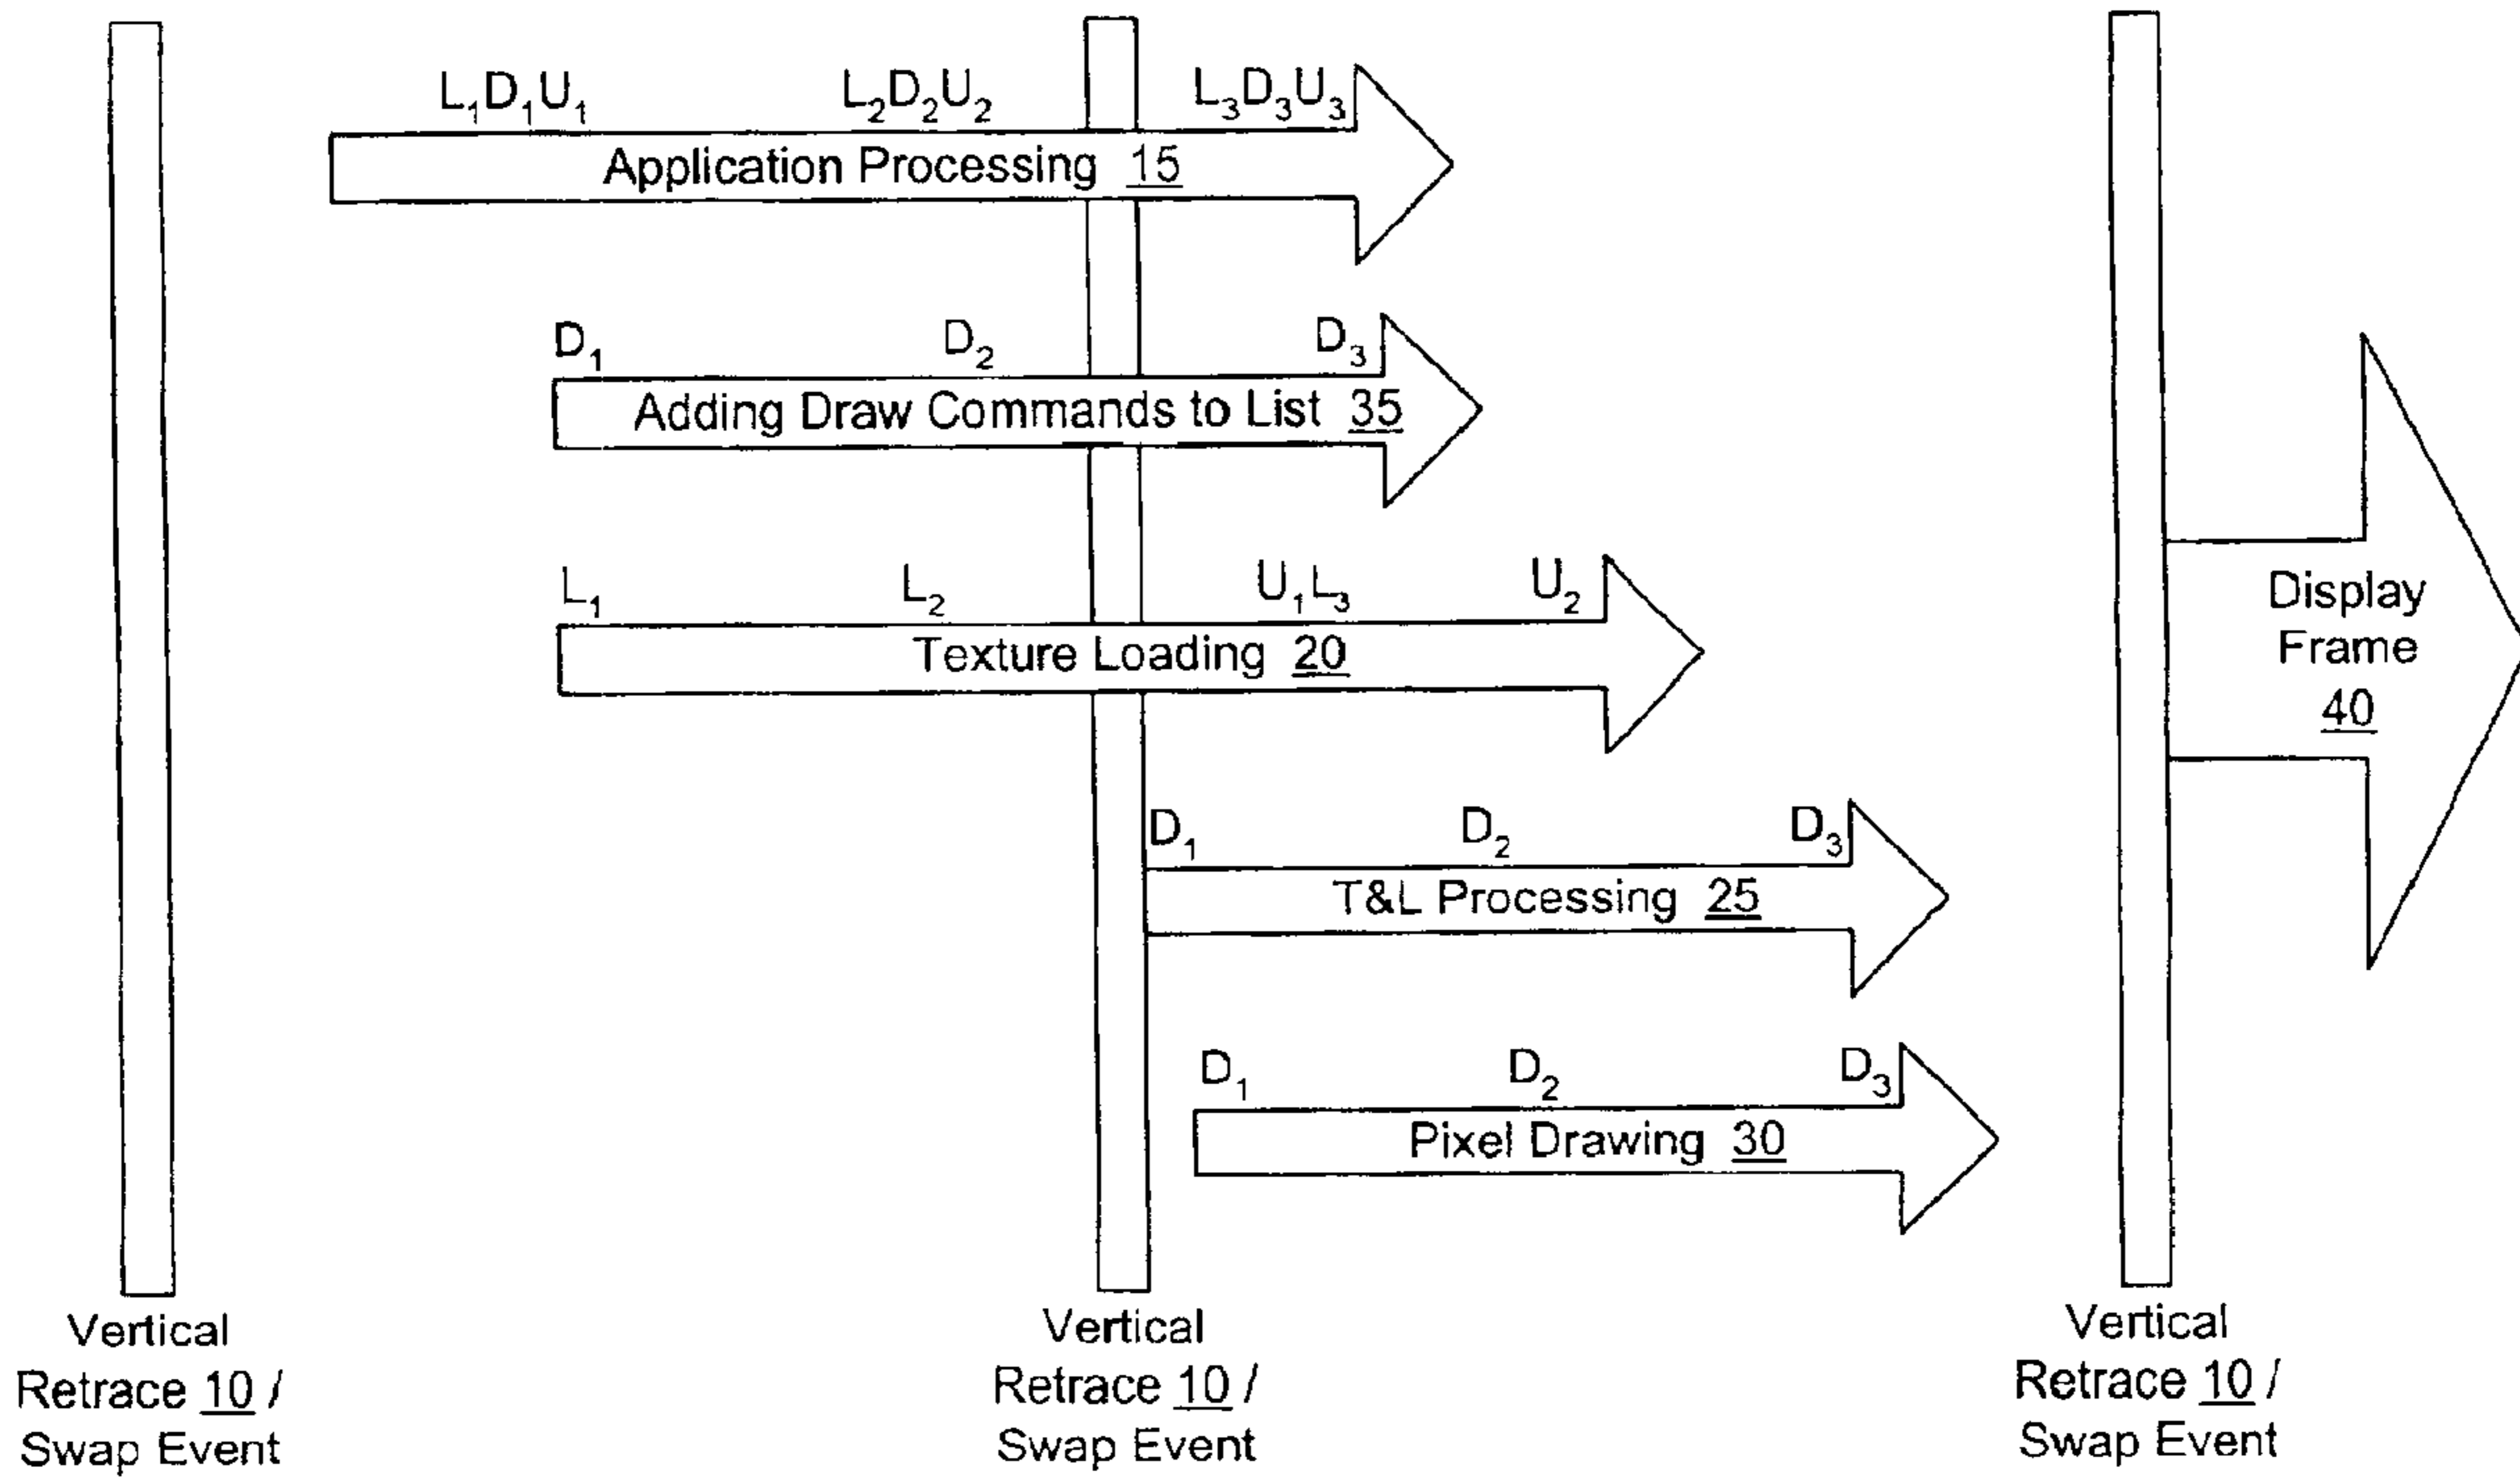 L₁D₁U₁ L₂D₂U₂ L₃D₃U₃
Application Processing 15
D₁ D₂ D₃
Adding Draw Commands to List 35
L₁ L₂ U₁L₃ U₂
Texture Loading 20
Display
Frame
40
D₁ D₂ D₃
T&L Processing 25
D₁ D₂ D₃
Pixel Drawing 30
Vertical
Retrace 10 /
Swap Event
Vertical
Retrace 10 /
Swap Event
Vertical
Retrace 10 /
Swap Event